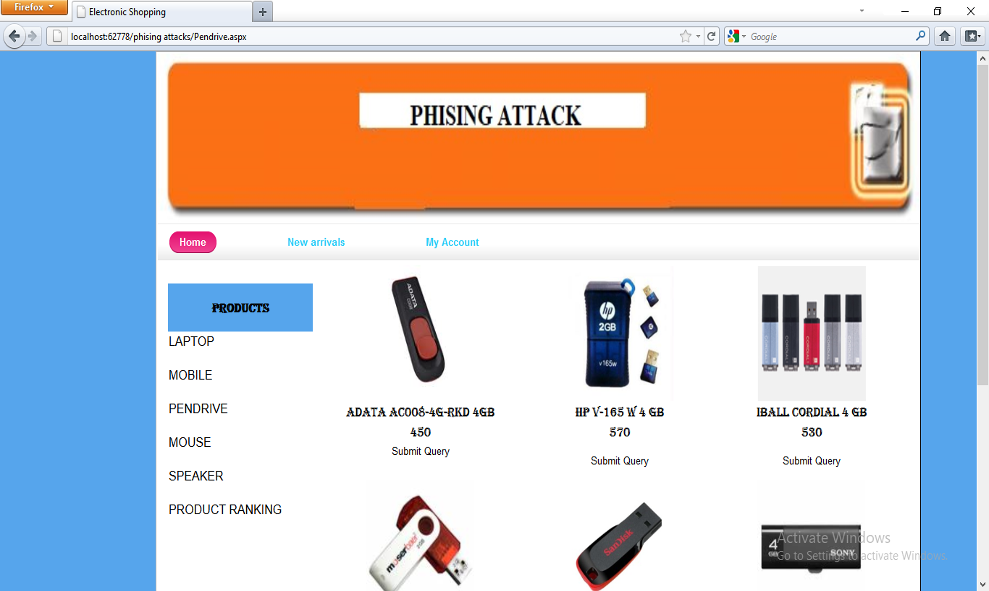 Firefox
Electronic Shopping
localhost:62778/phising attacks/Pendrive.aspx
Google
PHISING ATTACK
Home
New arrivals
My Account
PRODUCTS
LAPTOP
MOBILE
PENDRIVE
MOUSE
SPEAKER
PRODUCT RANKING
ADATA
hp
2GB
v165w
CORDIAL
ADATA AC008-4G-RKD 4GB
HP V-165 W 4 GB
IBALL CORDIAL 4 GB
450
570
530
Submit Query
Submit Query
Submit Query
moserbaer
SanDisk
4
GB
SONY
Activate Windows
Go to Settings to activate Windows.